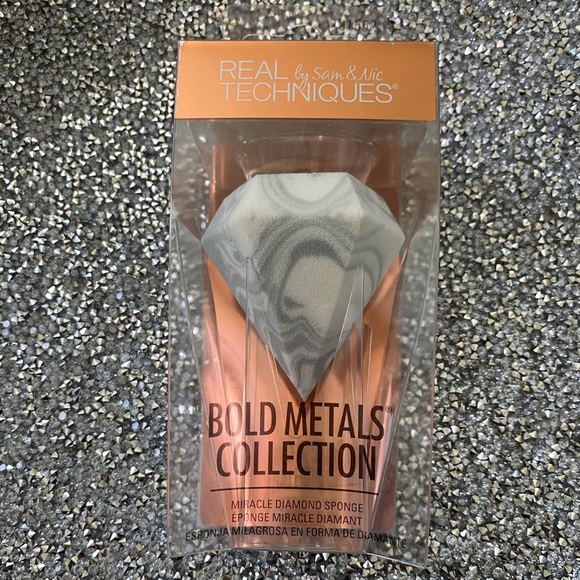 REAL by Sam & Nic
TECHNIQUES®
BOLD METALS®
COLLECTION
MIRACLE DIAMOND SPONGE
ÉPONGE MIRACLE DIAMANT
ESPONJA MILAGROSA EN FORMA DE DIAMANTE